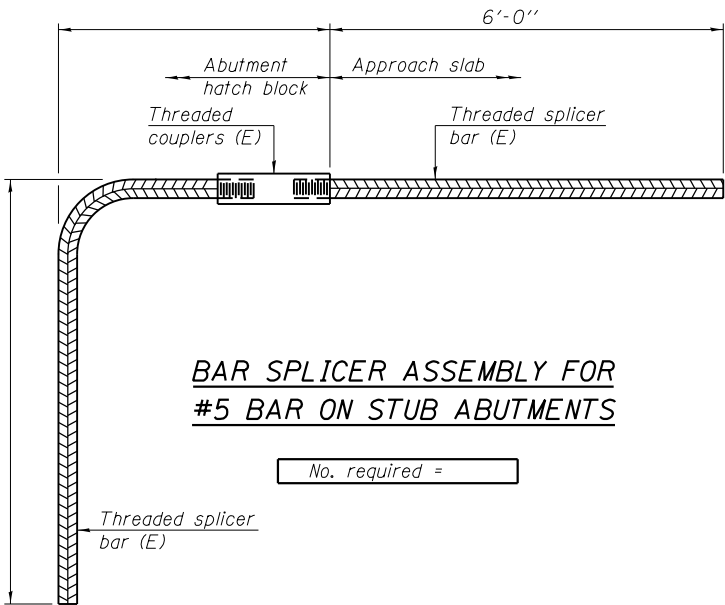 6'-0''
Abutment
hatch block
Approach slab
Threaded
couplers (E)
Threaded splicer
bar (E)
BAR SPLICER ASSEMBLY FOR
#5 BAR ON STUB ABUTMENTS
No. required =
Threaded splicer
bar (E)